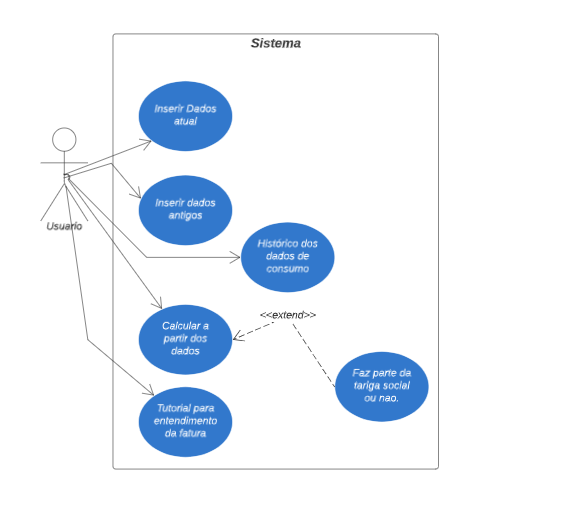 Sistema
Inserir Dados
atual
Inserir dados
antigos
Usuario
Histórico dos
dados de
consumo
<<extend>>
Calcular a
partir dos
dados
Faz parte da
tariga social
ou nao.
Tutorial para
entendimento
da fatura